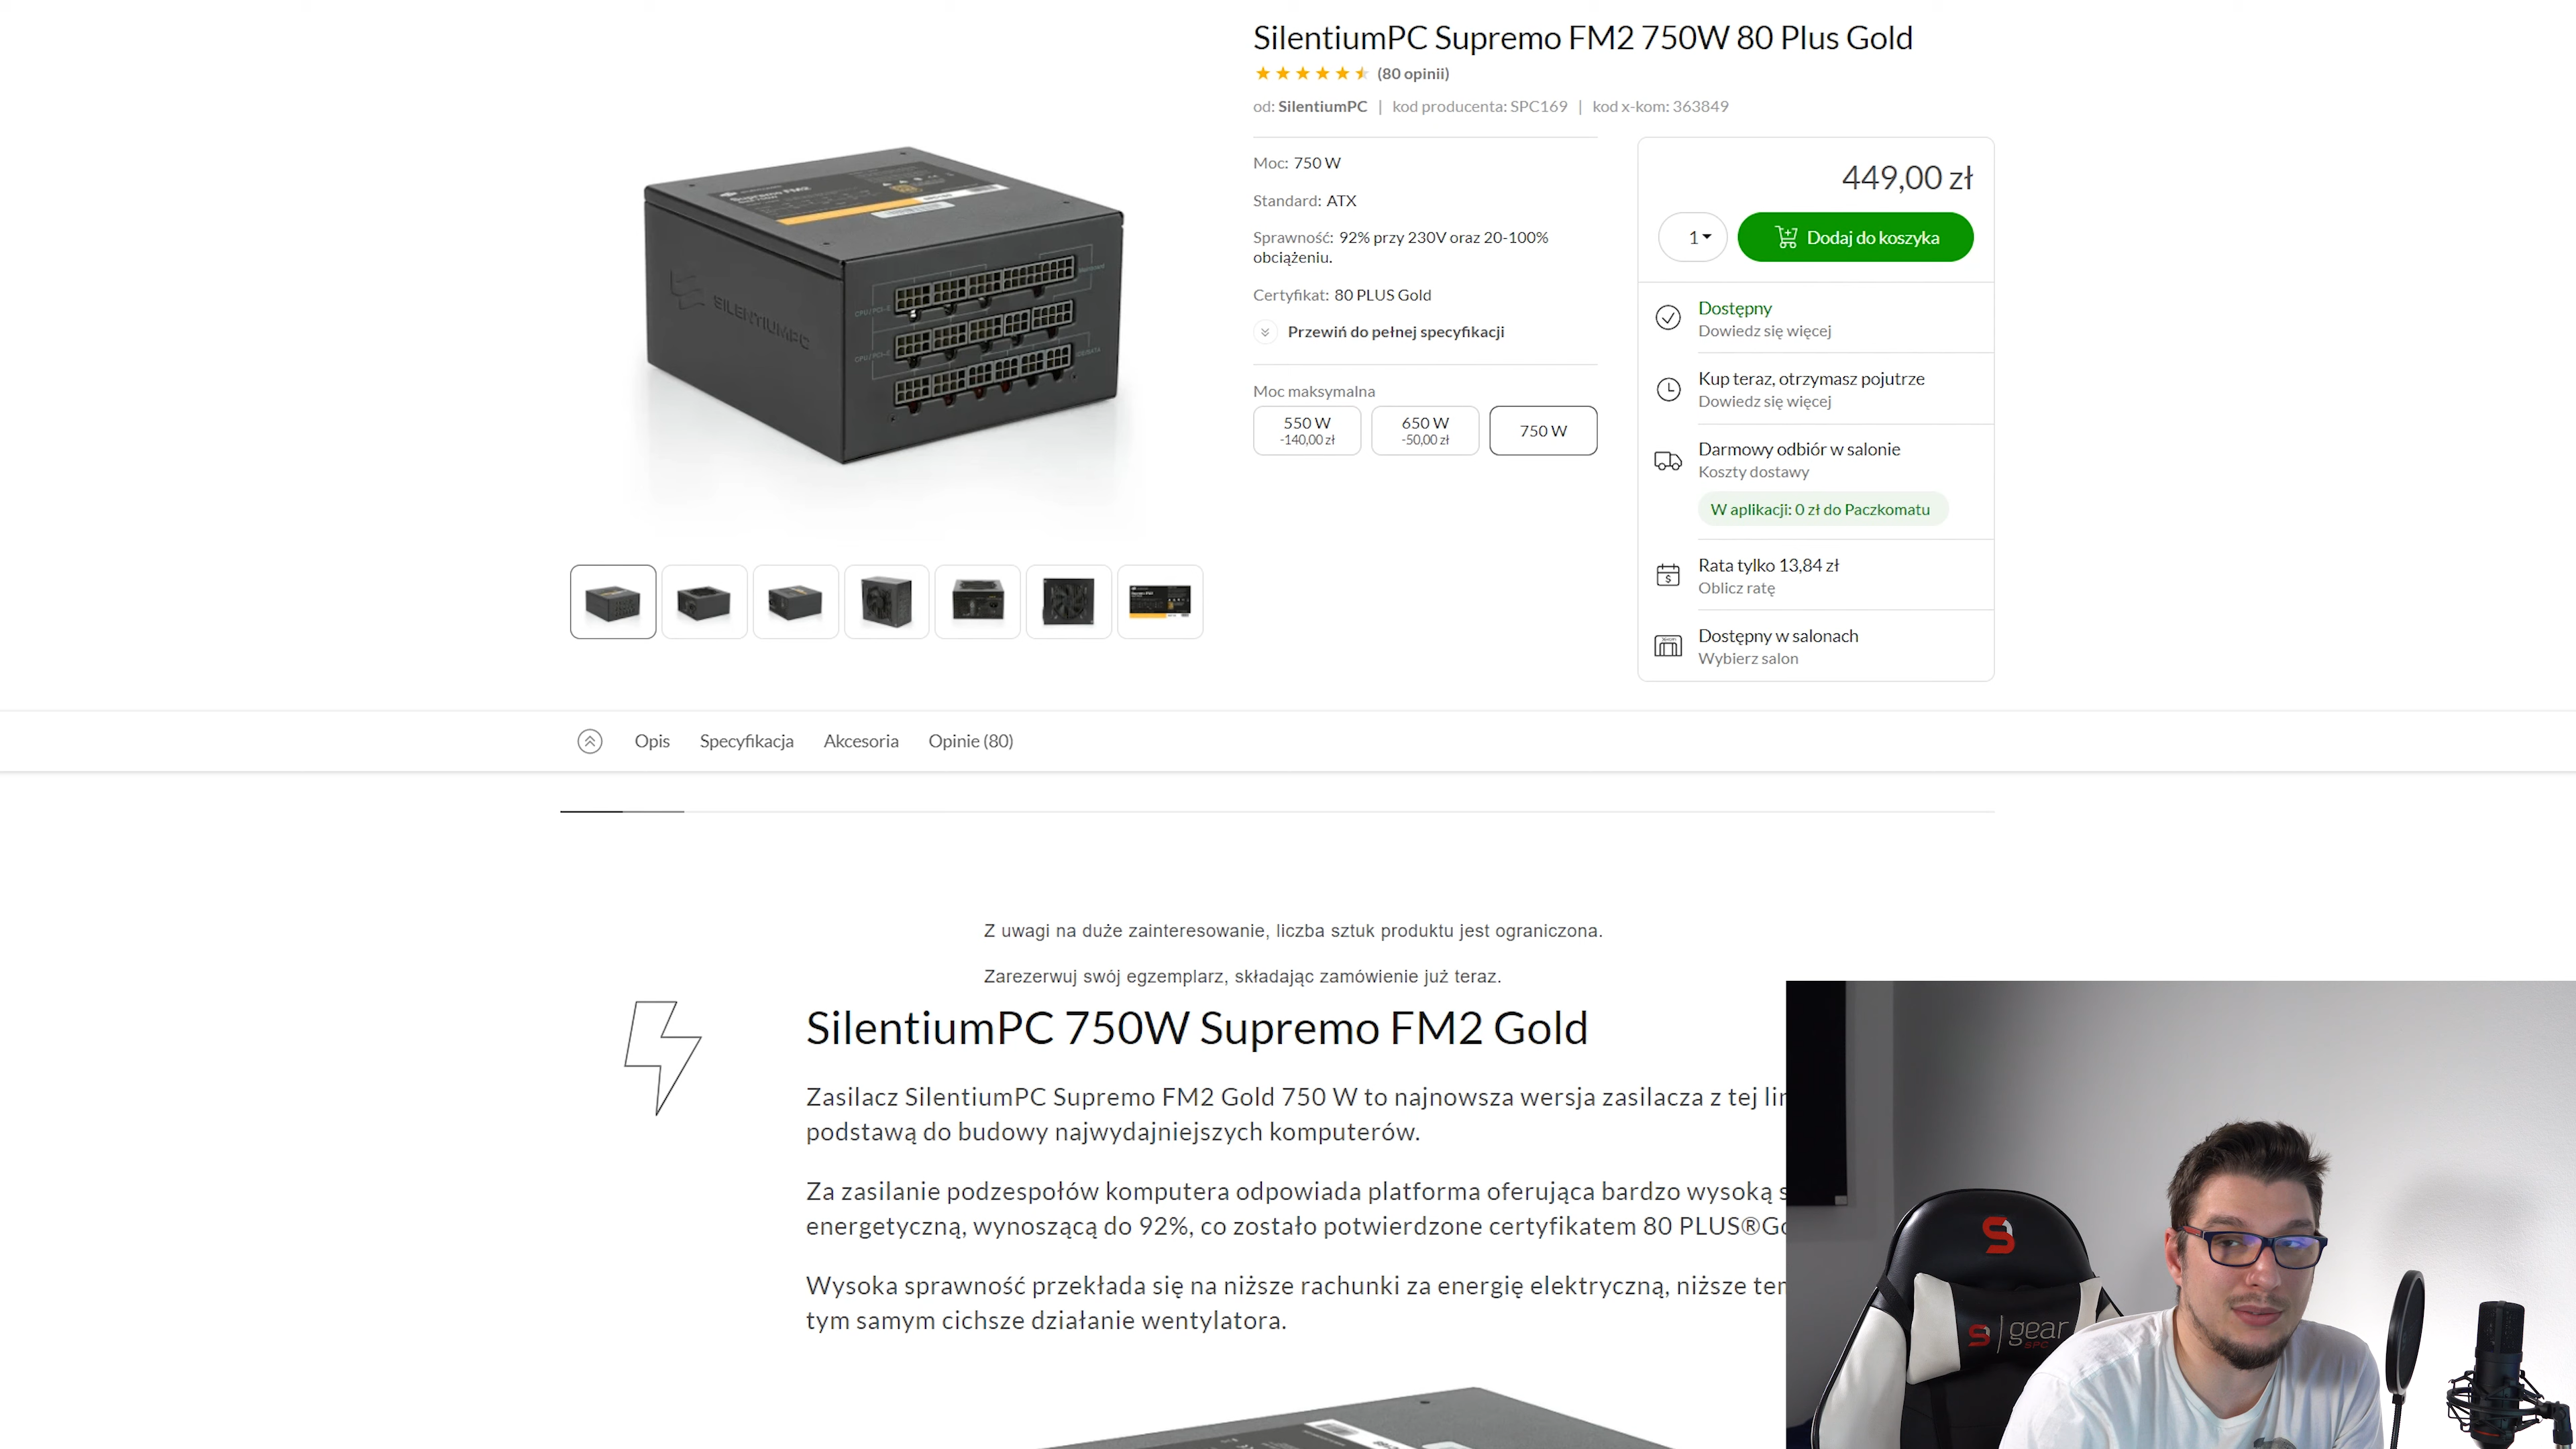 SilentiumPC Supremo FM2 750W 80 Plus Gold
(80 opinii)
od: SilentiumPC | kod producenta: SPC169 | kod x-kom: 363849
Moc: 750 W
Standard: ATX
Sprawność: 92% przy 230V oraz 20-100%
obciążeniu.
Certyfikat: 80 PLUS Gold
Przewiń do pełnej specyfikacji
Moc maksymalna
550 W
-140,00 zł
650 W
-50,00 zł
750 W
449,00 zł
1
Dodaj do koszyka
Dostępny
Dowiedz się więcej
Kup teraz, otrzymasz pojutrze
Dowiedz się więcej
Darmowy odbiór w salonie
Koszty dostawy
W aplikacji: 0 zł do Paczkomatu
Rata tylko 13,84 zł
Oblicz ratę
Dostępny w salonach
Wybierz salon
Supremo FM2
SILENTIUMPC
Opis
Specyfikacja
Akcesoria
Opinie (80)
Z uwagi na duże zainteresowanie, liczba sztuk produktu jest ograniczona.
Zarezerwuj swój egzemplarz, składając zamówienie już teraz.
SilentiumPC 750W Supremo FM2 Gold
Zasilacz SilentiumPC Supremo FM2 Gold 750 W to najnowsza wersja zasilacza z tej
podstawą do budowy najwydajniejszych komputerów.
Za zasilanie podzespołów komputera odpowiada platforma oferująca bardzo wysoką
energetyczną, wynoszącą do 92%, co zostało potwierdzone certyfikatem 80 PLUS®Go
Wysoka sprawność przekłada się na niższe rachunki za energię elektryczną, niższe
tym samym cichsze działanie wentylatora.
gear
SPC